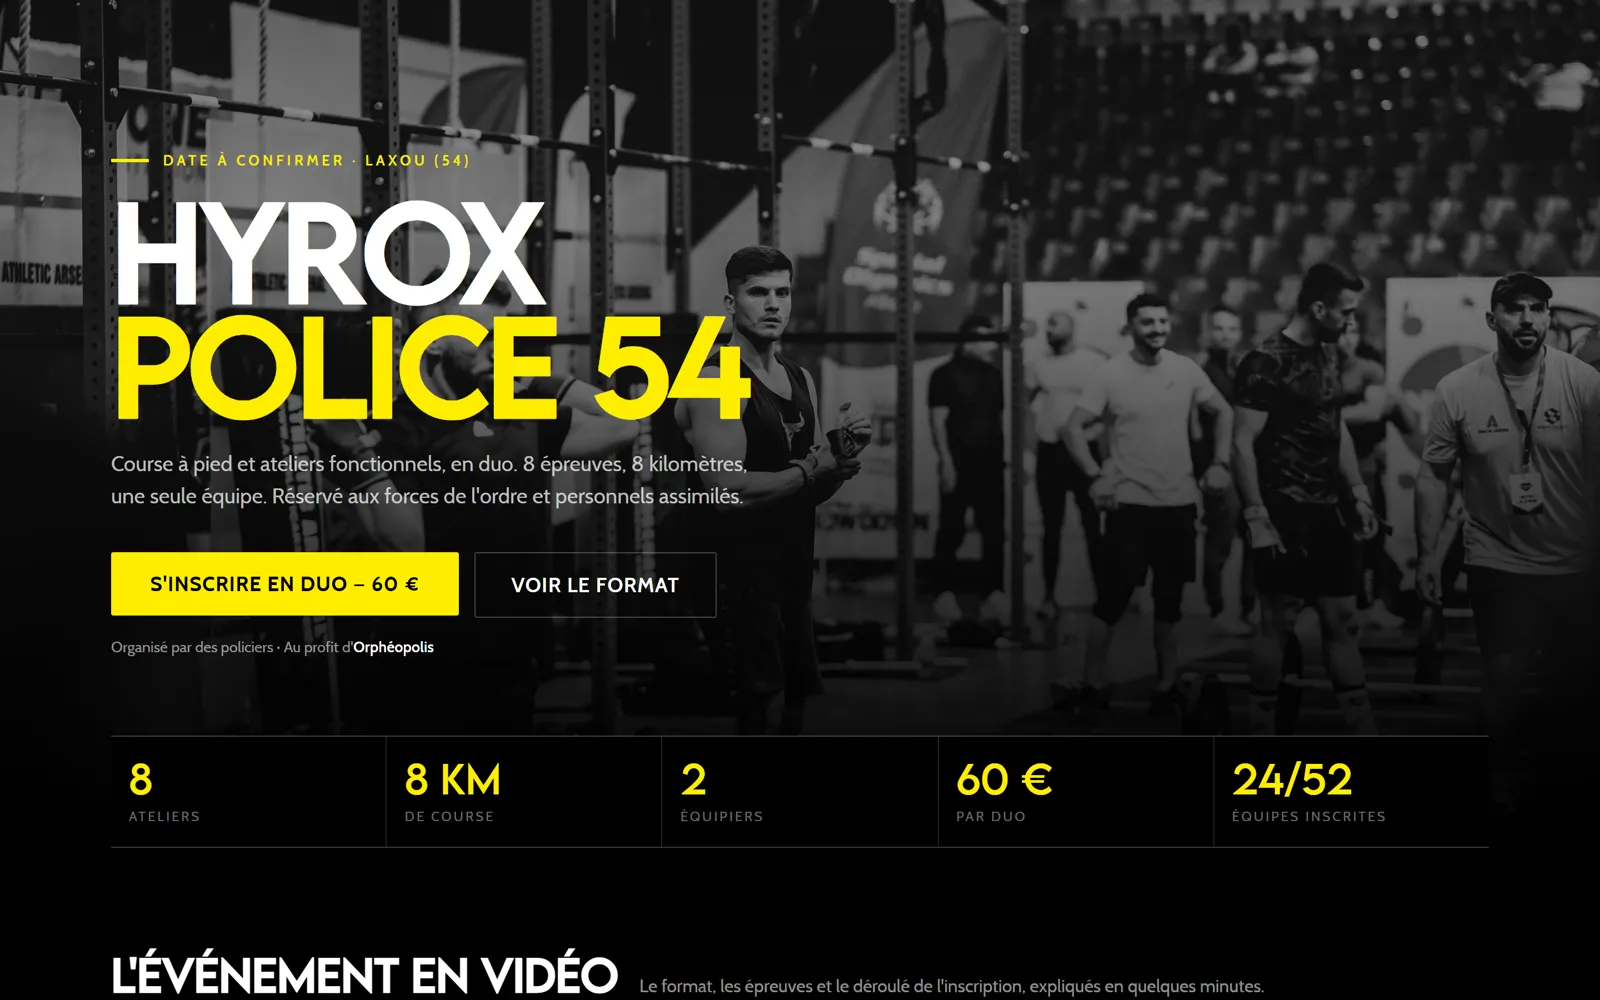 DATE À CONFIRMER · LAXOU (54)
HYROX
POLICE 54
ATHLETIC ARSE
Course à pied et ateliers fonctionnels, en duo. 8 épreuves, 8 kilomètres,
une seule équipe. Réservé aux forces de l'ordre et personnels assimilés.
S'INSCRIRE EN DUO – 60 €
VOIR LE FORMAT
Organisé par des policiers · Au profit d'Orphéopolis
8
ATELIERS
8 KM
DE COURSE
2
ÉQUIPIERS
60 €
PAR DUO
24/52
ÉQUIPES INSCRITES
L'ÉVÉNEMENT EN VIDÉO
Le format, les épreuves et le déroulé de l'inscription, expliqués en quelques minutes.